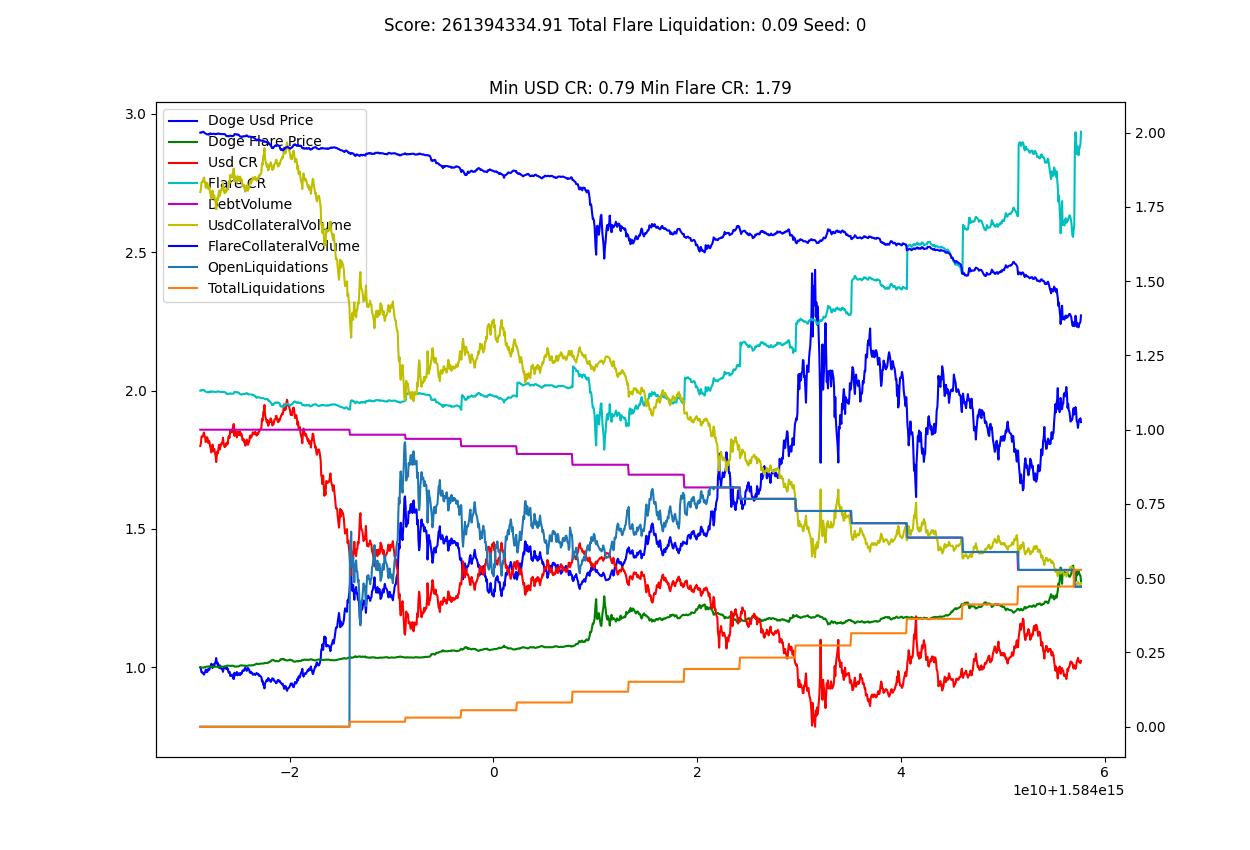 Score: 261394334.91 Total Flare Liquidation: 0.09 Seed: 0
Min USD CR: 0.79 Min Flare CR: 1.79
Doge Usd Price
Doge Flare Price
Usd CR
Flare CR
DebtVolume
UsdCollateralVolume
FlareCollateralVolume
OpenLiquidations
TotalLiquidations
3.0
2.5
2.0
1.5
1.0
2.00
1.75
1.50
1.25
1.00
0.75
0.50
0.25
0.00
−2
0
2
4
6
1e10+1.584e15